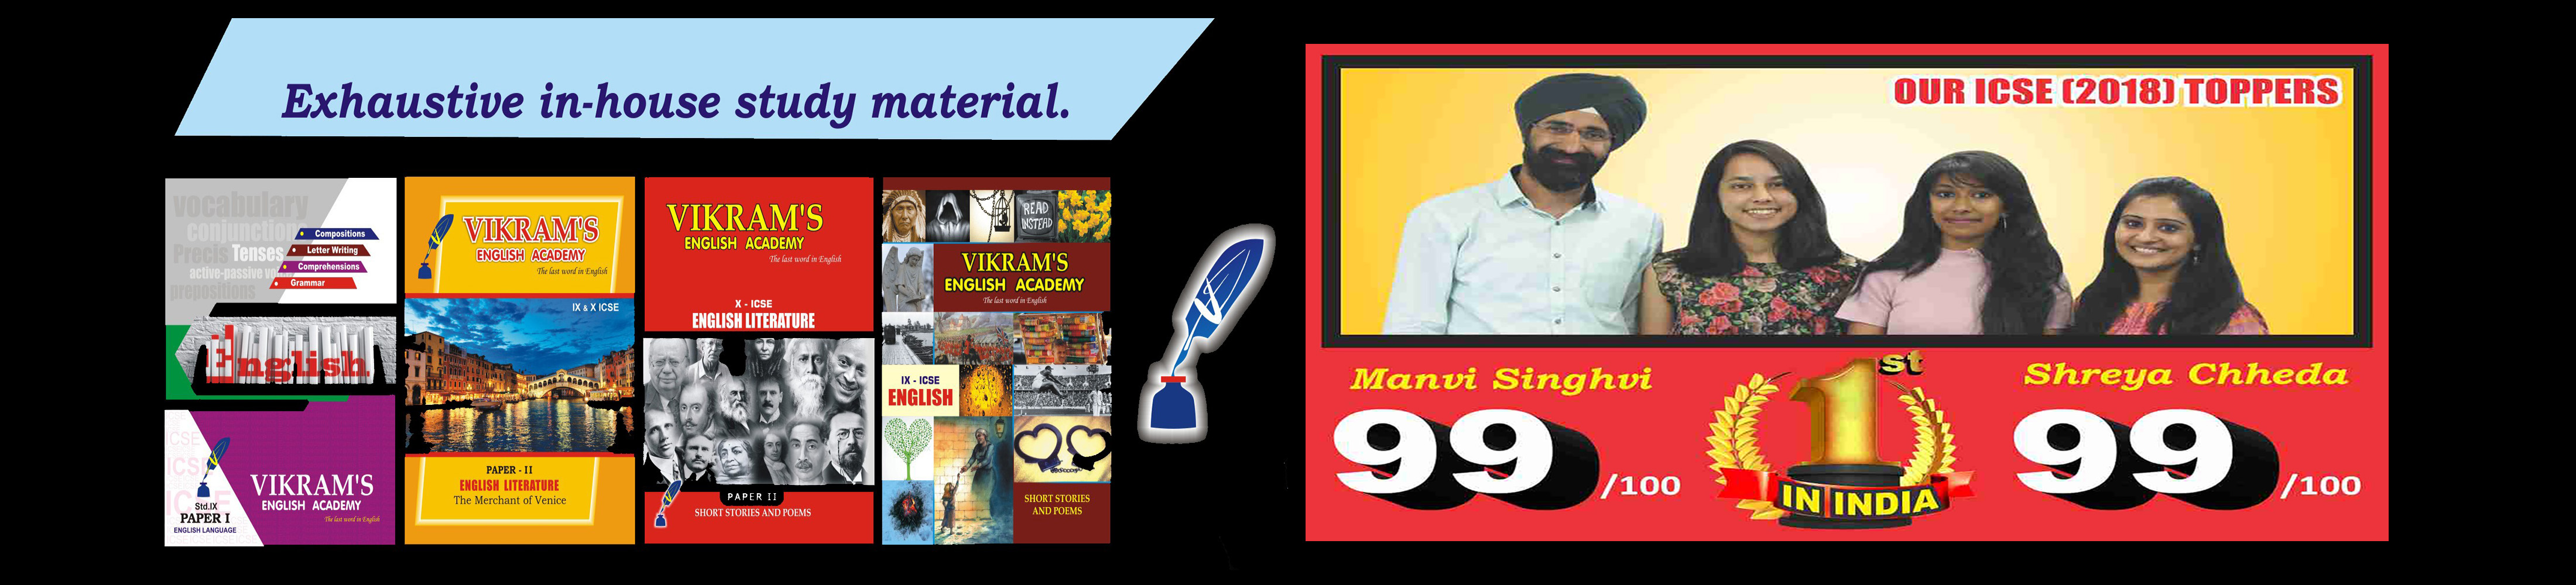 Exhaustive in-house study material.
vocabulary
conjunction
Precis Tenses
active-passive vo
prepositions
Compositions
Letter Writing
Comprehensions
Grammar
English
Std.IX
PAPER I
ENGLISH LANGUAGE
VIKRAM'S
ENGLISH ACADEMY
The last word in English
VIKRAM'S
ENGLISH ACADEMY
The last word in English
IX & X ICSE
PAPER - II
ENGLISH LITERATURE
The Merchant of Venice
VIKRAM'S
ENGLISH ACADEMY
The last word in English
X - ICSE
ENGLISH LITERATURE
PAPER II
SHORT STORIES AND POEMS
READ
INSTEAD
VIKRAM'S
ENGLISH ACADEMY
The last word in English
IX - ICSE
ENGLISH
SHORT STORIES
AND POEMS
OUR ICSE (2018) TOPPERS
Manvi Singhvi
99/100
1st
IN INDIA
Shreya Chheda
99/100